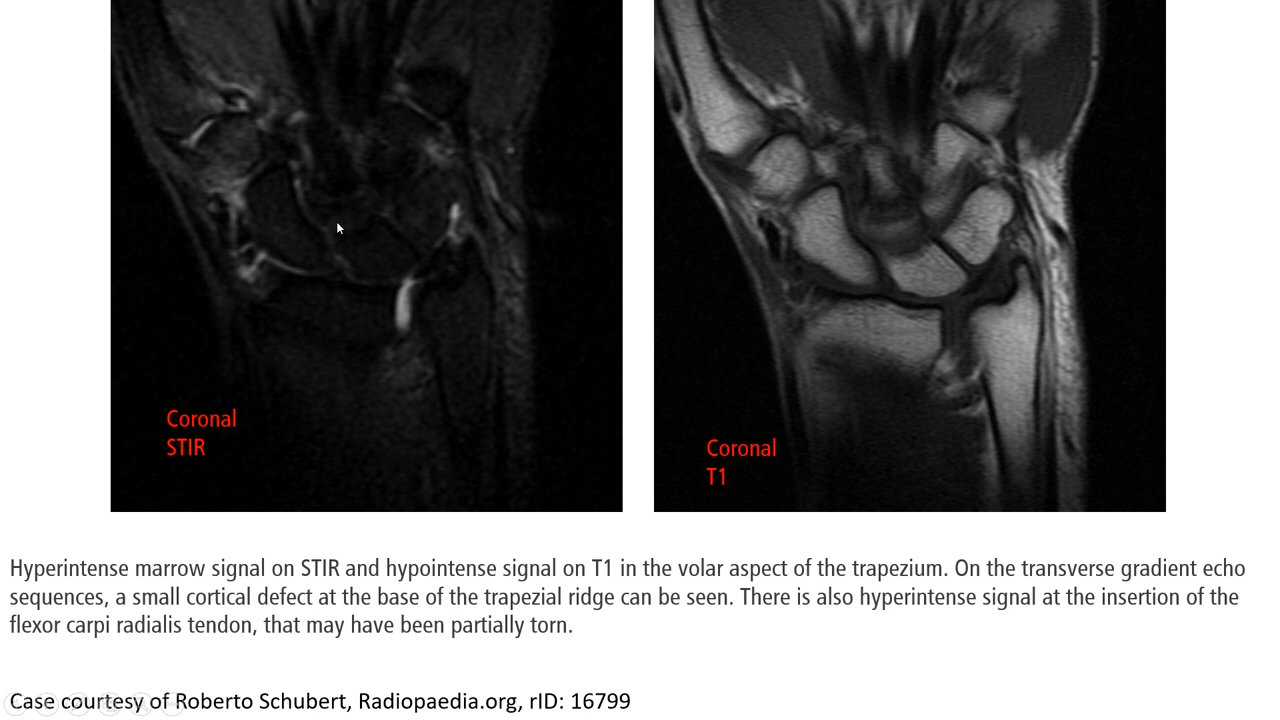 Coronal
STIR
Coronal
T1
Hyperintense marrow signal on STIR and hypointense signal on T1 in the volar aspect of the trapezium. On the transverse gradient echo
sequences, a small cortical defect at the base of the trapezial ridge can be seen. There is also hyperintense signal at the insertion of the
flexor carpi radialis tendon, that may have been partially torn.
Case courtesy of Roberto Schubert, Radiopaedia.org, rID: 16799